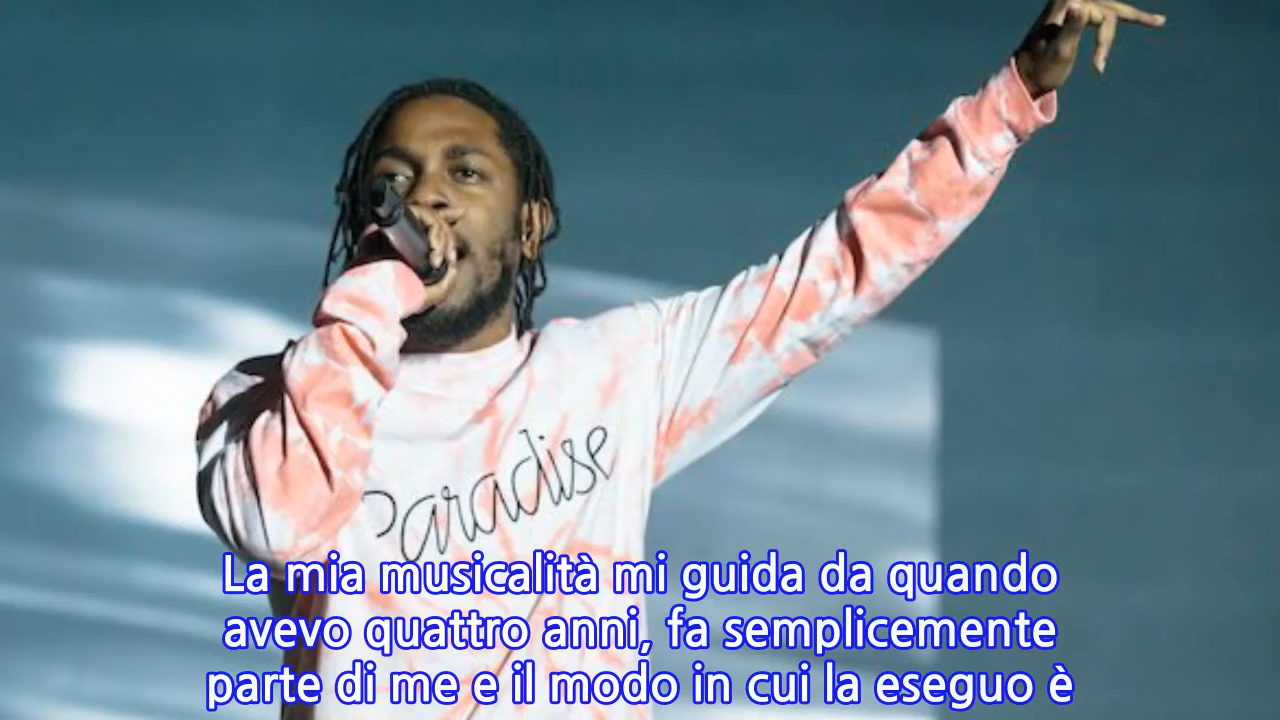 Paradise
La mia musicalità mi guida da quando
avevo quattro anni, fa semplicemente
parte di me e il modo in cui la eseguo è